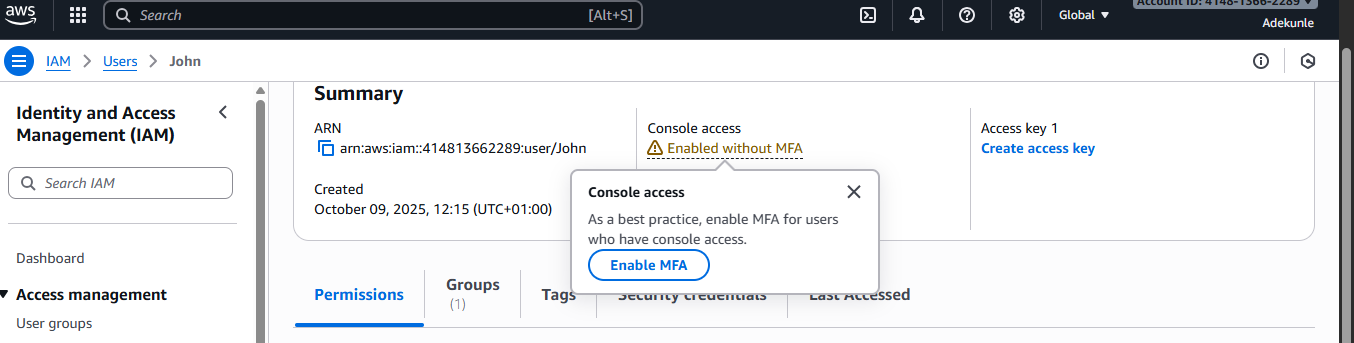 aws
Search
[Alt+S]
Global
Account ID: 4148-1366-2289
Adekunle
IAM
Users
John
Identity and Access
Management (IAM)
Search IAM
Dashboard
Access management
User groups
Summary
ARN
arn:aws:iam::414813662289:user/John
Created
October 09, 2025, 12:15 (UTC+01:00)
Console access
Enabled without MFA
Access key 1
Create access key
Console access
As a best practice, enable MFA for users
who have console access.
Enable MFA
Permissions
Groups
(1)
Tags
Security credentials
Last Accessed